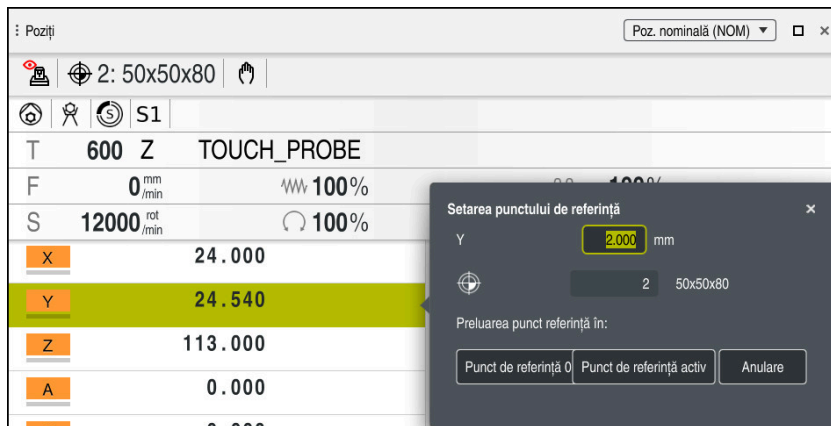 Poziți
Poz. nominală (NOM)
2: 50x50x80
S1
T 600 Z TOUCH_PROBE
F 0 mm/min 100% 100%
S 12000 rot/min 100%
Setarea punctului de referință
X 24.000
Y 2.000 mm
2 50x50x80
Y 24.540
Preluarea punct referință în:
Z 113.000
Punct de referință 0 Punct de referință activ Anulare
A 0.000